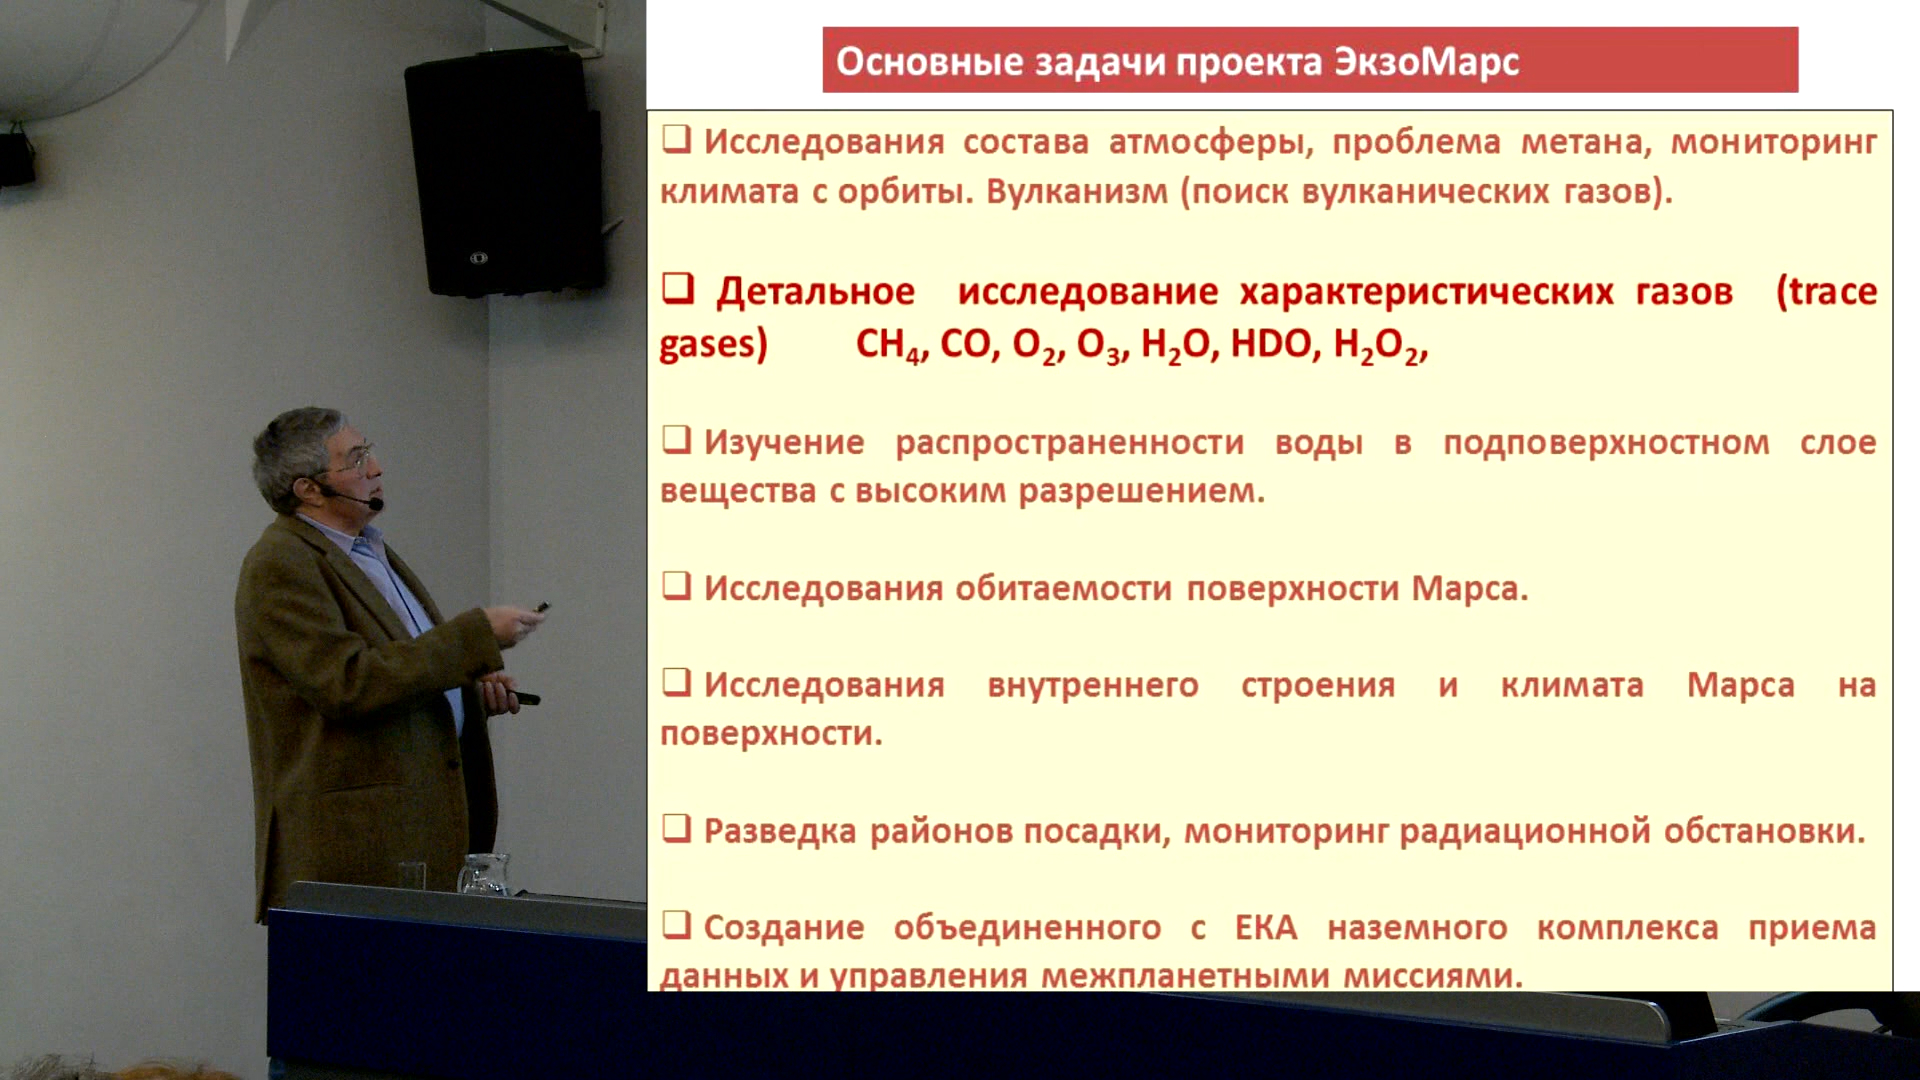 Основные задачи проекта ЭкзоМарс
❑ Исследования состава атмосферы, проблема метана, мониторинг
климата с орбиты. Вулканизм (поиск вулканических газов).
❑ Детальное исследование характеристических газов (trace
gases) CH₄, CO, O₂, O₃, H₂O, HDO, H₂O₂,
❑ Изучение распространенности воды в подповерхностном слое
вещества с высоким разрешением.
❑ Исследования обитаемости поверхности Марса.
❑ Исследования внутреннего строения и климата Марса на
поверхности.
❑ Разведка районов посадки, мониторинг радиационной обстановки.
❑ Создание объединенного с ЕКА наземного комплекса приема
данных и управления межпланетными миссиями.